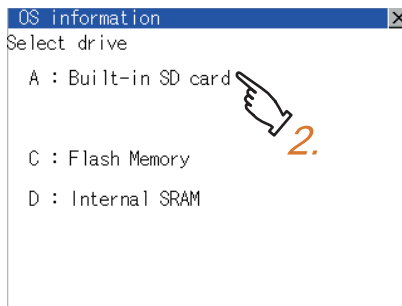 OS information
Select drive
A : Built-in SD card
2.
C : Flash Memory
D : Internal SRAM